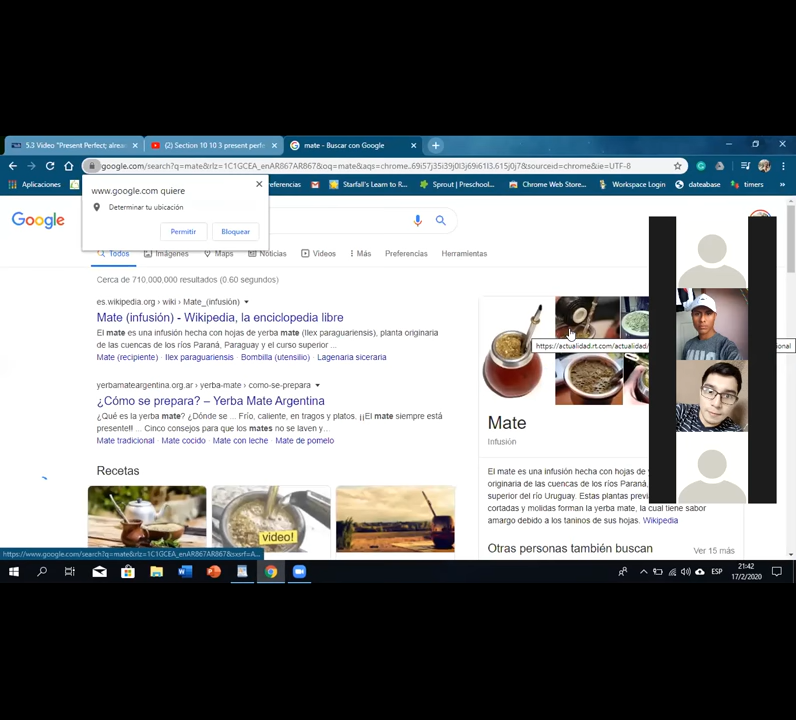 5.3 Video "Present Perfect; alread
(2) Section 10 10 3 present perfe
mate - Buscar con Google
google.com/search?q=mate&rlz=1C1GCEA_enAR867AR867&oq=mate&aqs=chrome..69i57j35i39j0l3j69i61l3.615j0j7&sourceid=chrome&ie=UTF-8
Aplicaciones
referencias
Starfall's Learn to R...
Sprout | Preschool...
Chrome Web Store...
Workspace Login
dateabase
timers
»
www.google.com quiere
Determinar tu ubicación
Permitir
Bloquear
Google
Todos
Imágenes
Maps
Noticias
Videos
Más
Preferencias
Herramientas
Cerca de 710,000,000 resultados (0.60 segundos)
es.wikipedia.org › wiki › Mate_(infusión)
Mate (infusión) - Wikipedia, la enciclopedia libre
El mate es una infusión hecha con hojas de yerba mate (Ilex paraguariensis), planta originaria
de las cuencas de los ríos Paraná, Paraguay y el curso superior ...
Mate (recipiente) · Ilex paraguariensis · Bombilla (utensilio) · Lagenaria siceraria
yerbamateargentina.org.ar › yerba-mate › como-se-prepara
¿Cómo se prepara? – Yerba Mate Argentina
¿Qué es la yerba mate? ¿Dónde se ... Frío, caliente, en tragos y platos. ¡¡El mate siempre está
presente!! ... Cinco consejos para que los mates no se laven y...
Mate tradicional · Mate cocido · Mate con leche · Mate de pomelo
Recetas
video!
https://actualidad.rt.com/actualidad/
ional
Mate
Infusión
El mate es una infusión hecha con hojas de
originaria de las cuencas de los ríos Paraná,
superior del río Uruguay. Estas plantas previa
cortadas y molidas forman la yerba mate, la cual tiene sabor
amargo debido a los taninos de sus hojas. Wikipedia
Otras personas también buscan
Ver 15 más
https://www.google.com/search?q=mate&rlz=1C1GCEA_enAR867AR867&sxsrf=A...
ESP
21:42
17/2/2020